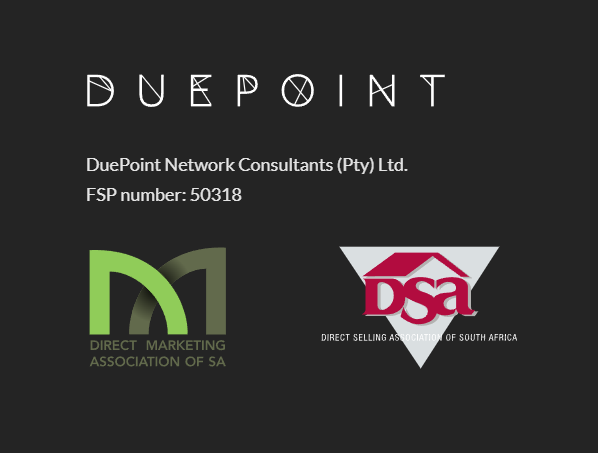 DUEPOINT
DuePoint Network Consultants (Pty) Ltd.
FSP number: 50318
DIRECT MARKETING
ASSOCIATION OF SA
DSa
DIRECT SELLING ASSOCIATION OF SOUTH AFRICA